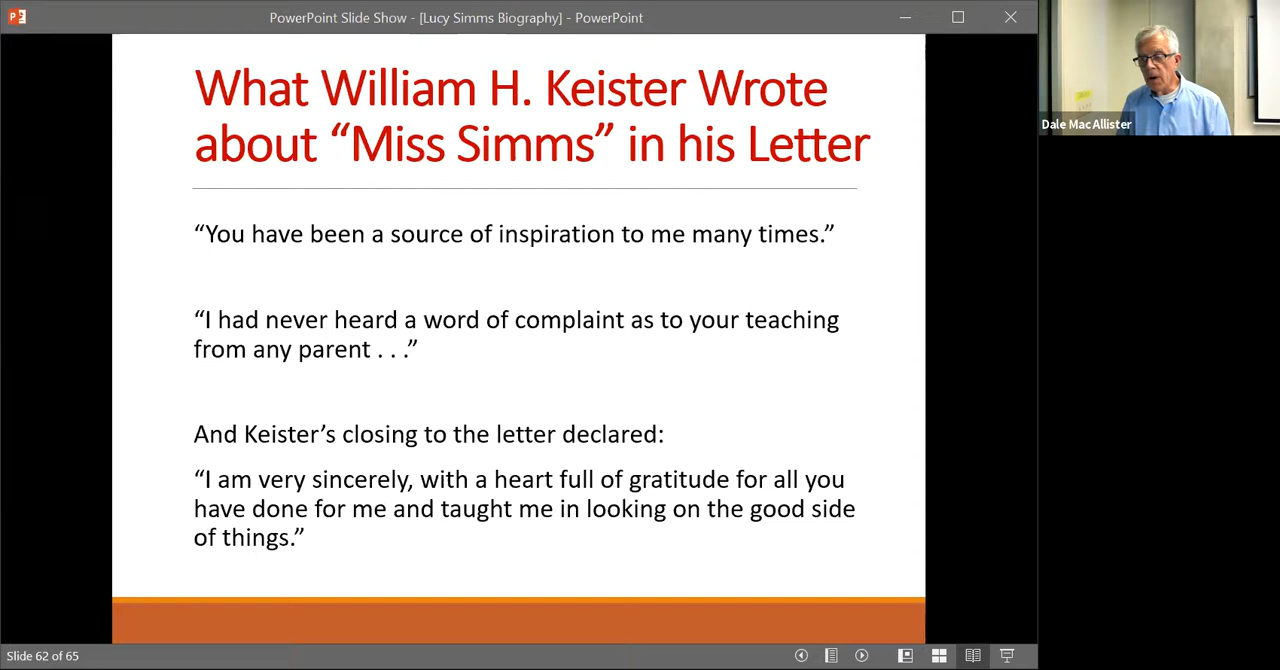 PowerPoint Slide Show - [Lucy Simms Biography] - PowerPoint
What William H. Keister Wrote
about “Miss Simms” in his Letter
“You have been a source of inspiration to me many times.”
“I had never heard a word of complaint as to your teaching
from any parent . . .”
And Keister’s closing to the letter declared:
“I am very sincerely, with a heart full of gratitude for all you
have done for me and taught me in looking on the good side
of things.”
Slide 62 of 65
Dale MacAllister